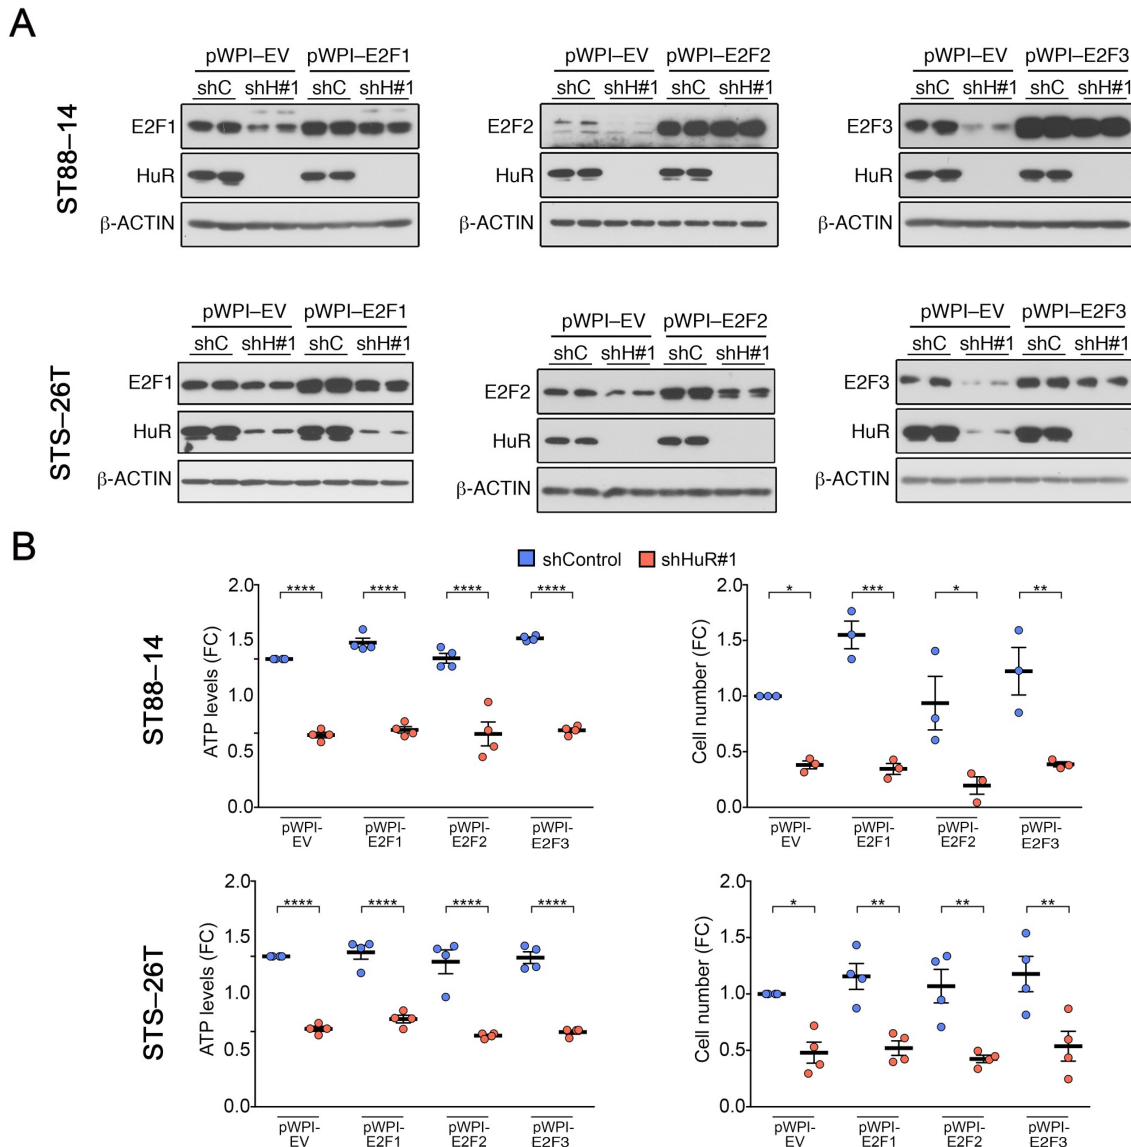 A
ST88–14
pWPI–EV pWPI–E2F1
shC shH#1 shC shH#1
E2F1
HuR
β-ACTIN
pWPI–EV pWPI–E2F2
shC shH#1 shC shH#1
E2F2
HuR
β-ACTIN
pWPI–EV pWPI–E2F3
shC shH#1 shC shH#1
E2F3
HuR
β-ACTIN
STS–26T
pWPI–EV pWPI–E2F1
shC shH#1 shC shH#1
E2F1
HuR
β-ACTIN
pWPI–EV pWPI–E2F2
shC shH#1 shC shH#1
E2F2
HuR
β-ACTIN
pWPI–EV pWPI–E2F3
shC shH#1 shC shH#1
E2F3
HuR
β-ACTIN
B
shControl shHuR#1
ST88–14
ATP levels (FC)
2.0
1.5
1.0
0.5
0.0
**** **** **** ****
pWPI-EV pWPI-E2F1 pWPI-E2F2 pWPI-E2F3
Cell number (FC)
2.0
1.5
1.0
0.5
0.0
* *** * **
pWPI-EV pWPI-E2F1 pWPI-E2F2 pWPI-E2F3
STS–26T
ATP levels (FC)
2.0
1.5
1.0
0.5
0.0
**** **** **** ****
pWPI-EV pWPI-E2F1 pWPI-E2F2 pWPI-E2F3
Cell number (FC)
2.0
1.5
1.0
0.5
0.0
* ** ** **
pWPI-EV pWPI-E2F1 pWPI-E2F2 pWPI-E2F3